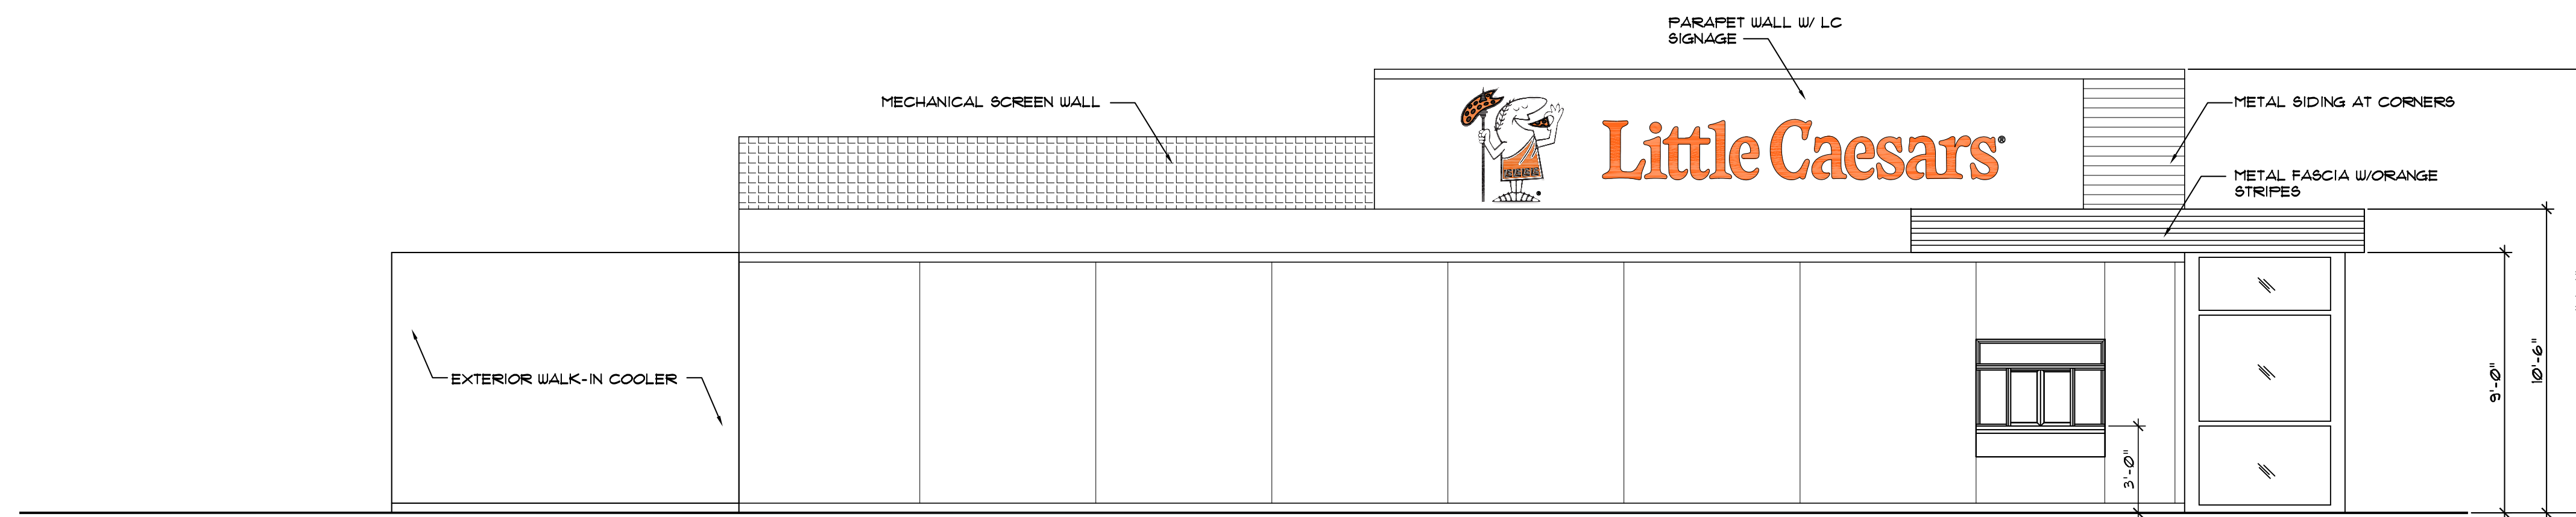 PARAPET WALL W/ LC
SIGNAGE
MECHANICAL SCREEN WALL
METAL SIDING AT CORNERS
Little Caesars®
METAL FASCIA W/ORANGE
STRIPES
EXTERIOR WALK-IN COOLER
3'-0"
9'-0"
10'-6"